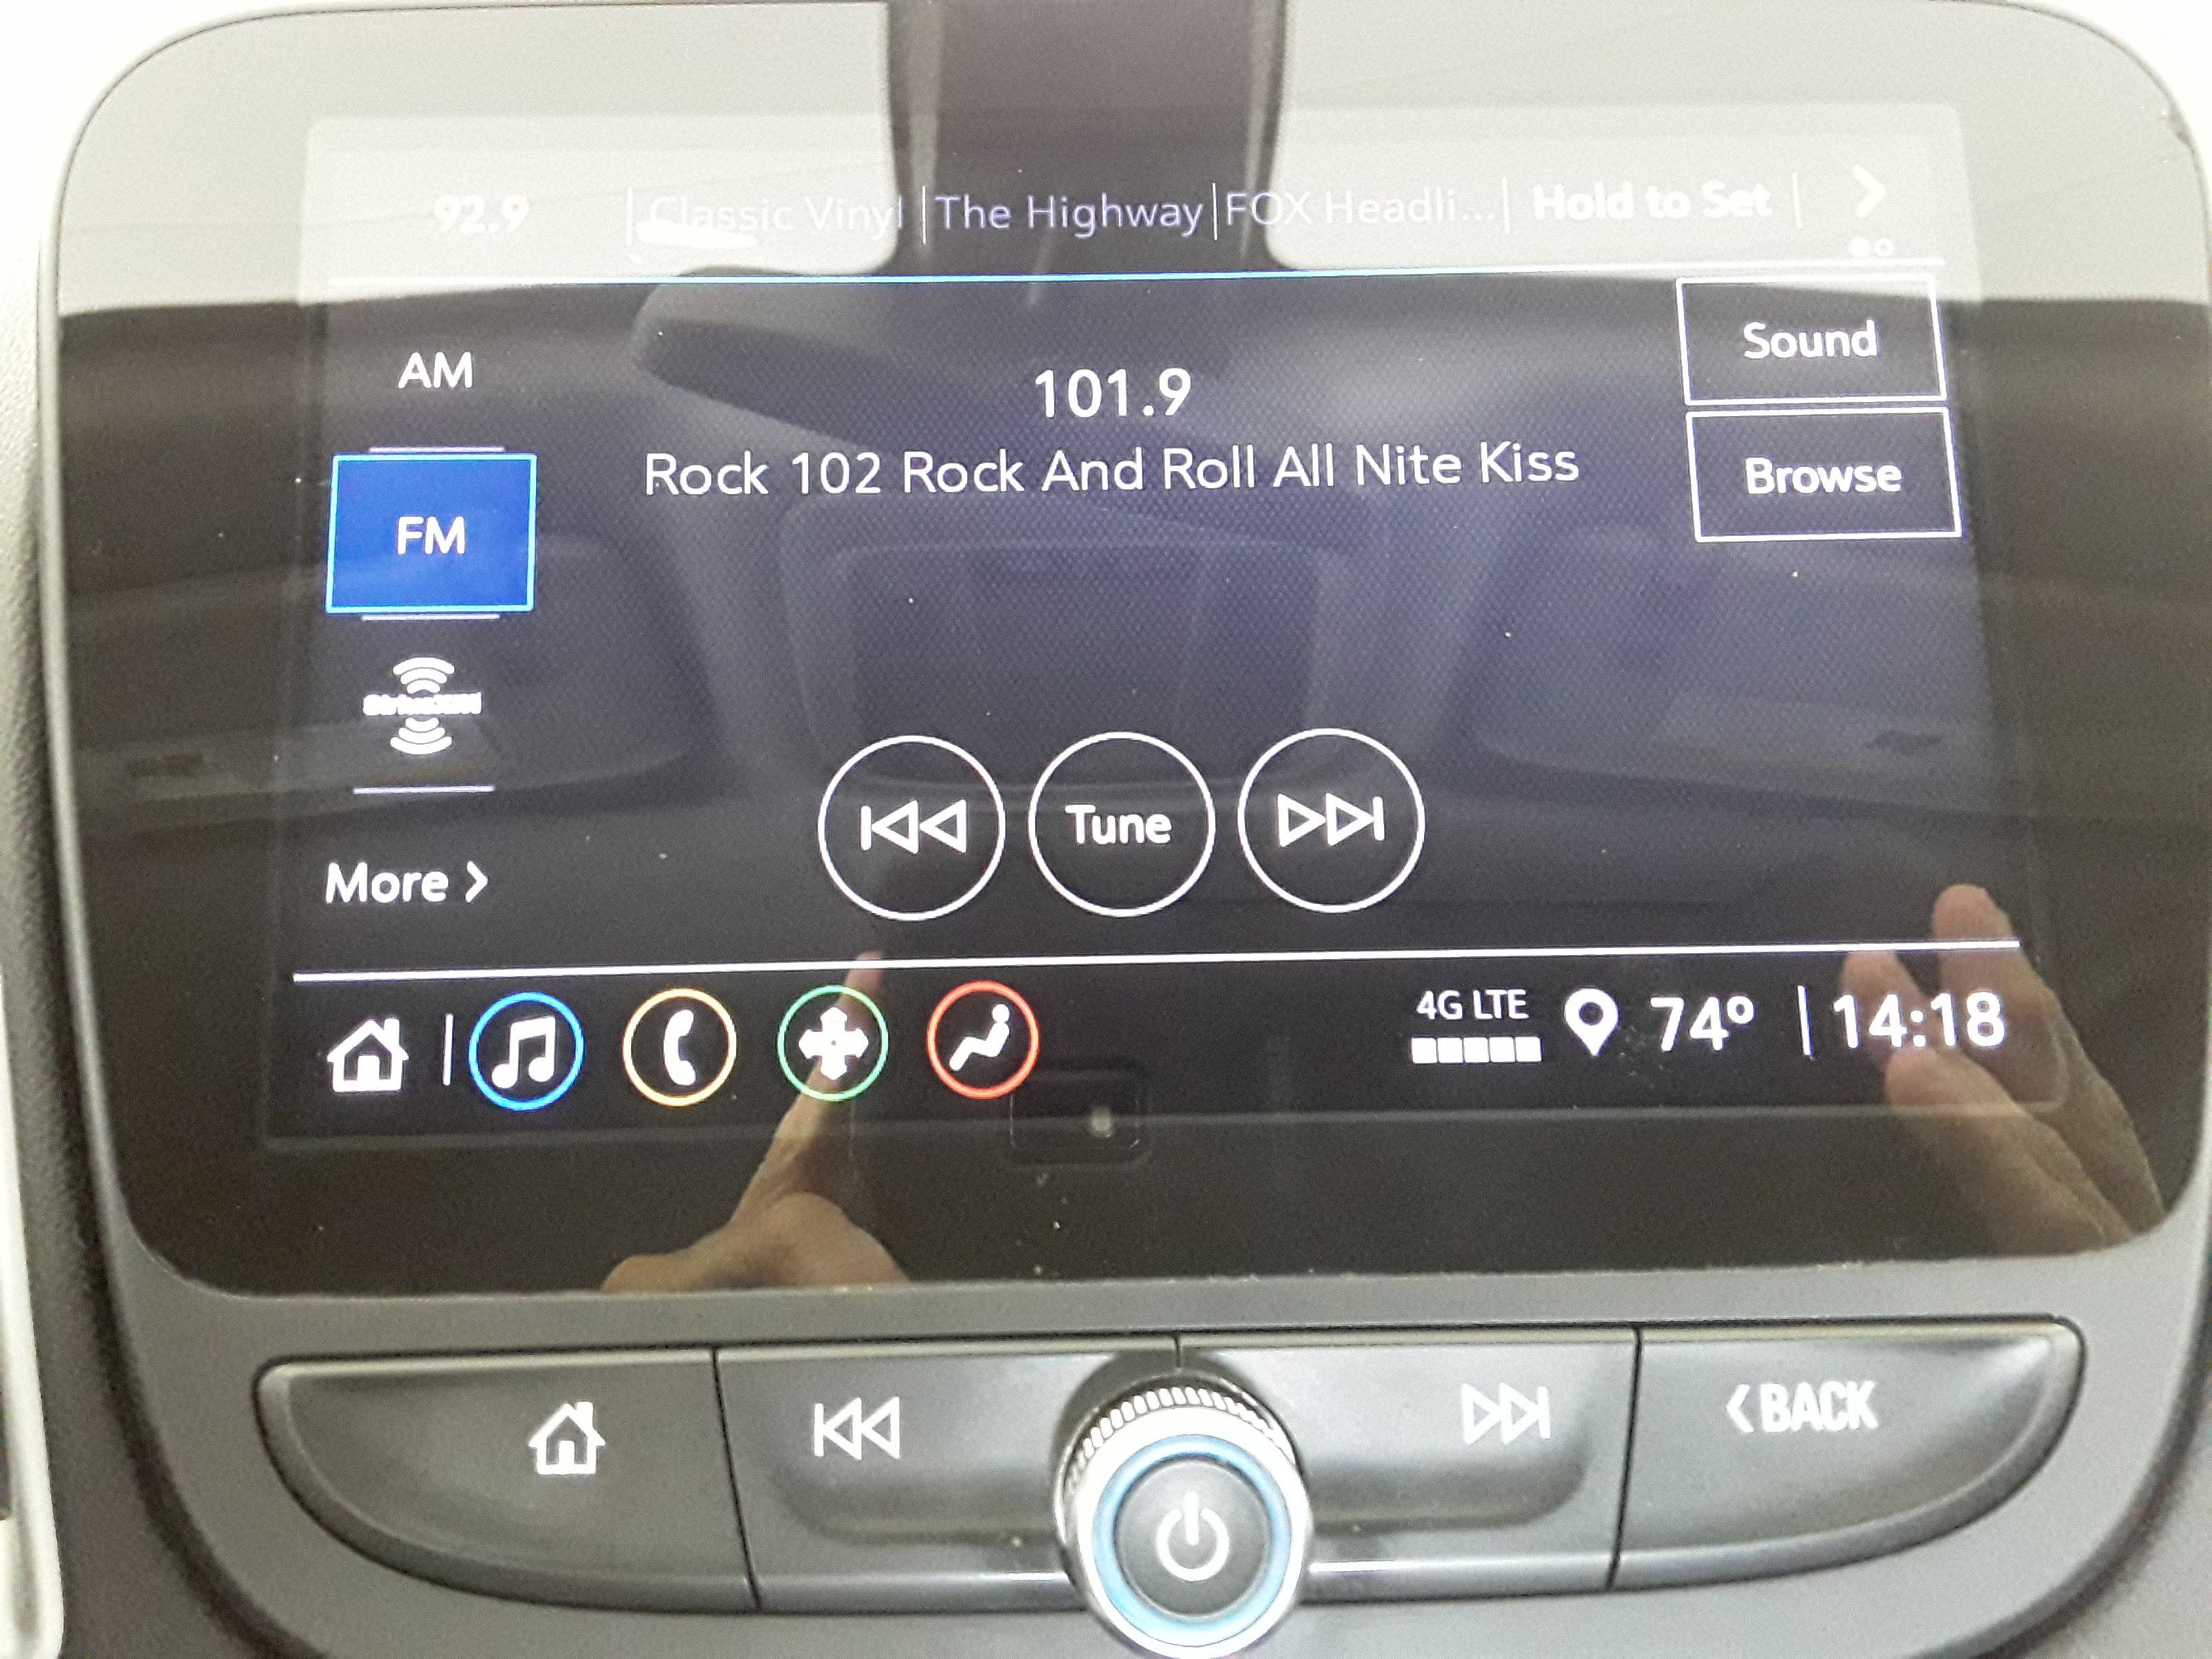 92.9 | Classic Vinyl | The Highway | FOX Headli... | Hold to Set |
AM
Sound
101.9
Rock 102 Rock And Roll All Nite Kiss
Browse
FM
SiriusXM
Tune
More >
4G LTE
74° | 14:18
<BACK